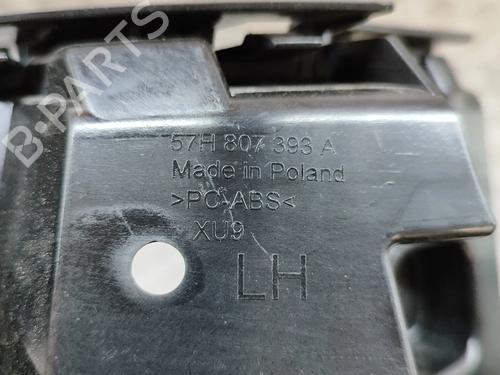 B-PARTS
57H 807 393 A
Made in Poland
>PC-ABS<
XU9
LH